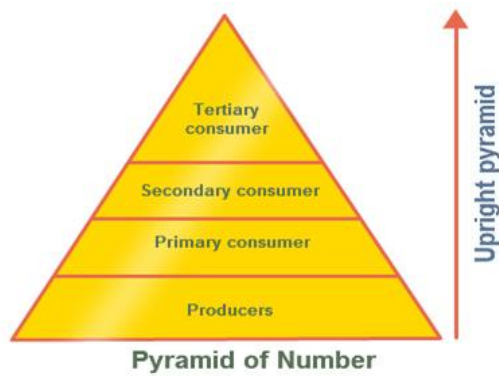 Tertiary
consumer
Secondary consumer
Primary consumer
Producers
Upright pyramid
Pyramid of Number